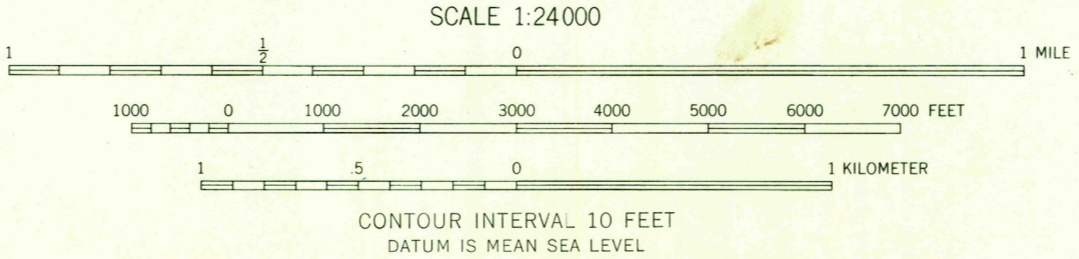 SCALE 1:24000
1 1/2 0 1 MILE
1000 0 1000 2000 3000 4000 5000 6000 7000 FEET
1 .5 0 1 KILOMETER
CONTOUR INTERVAL 10 FEET
DATUM IS MEAN SEA LEVEL